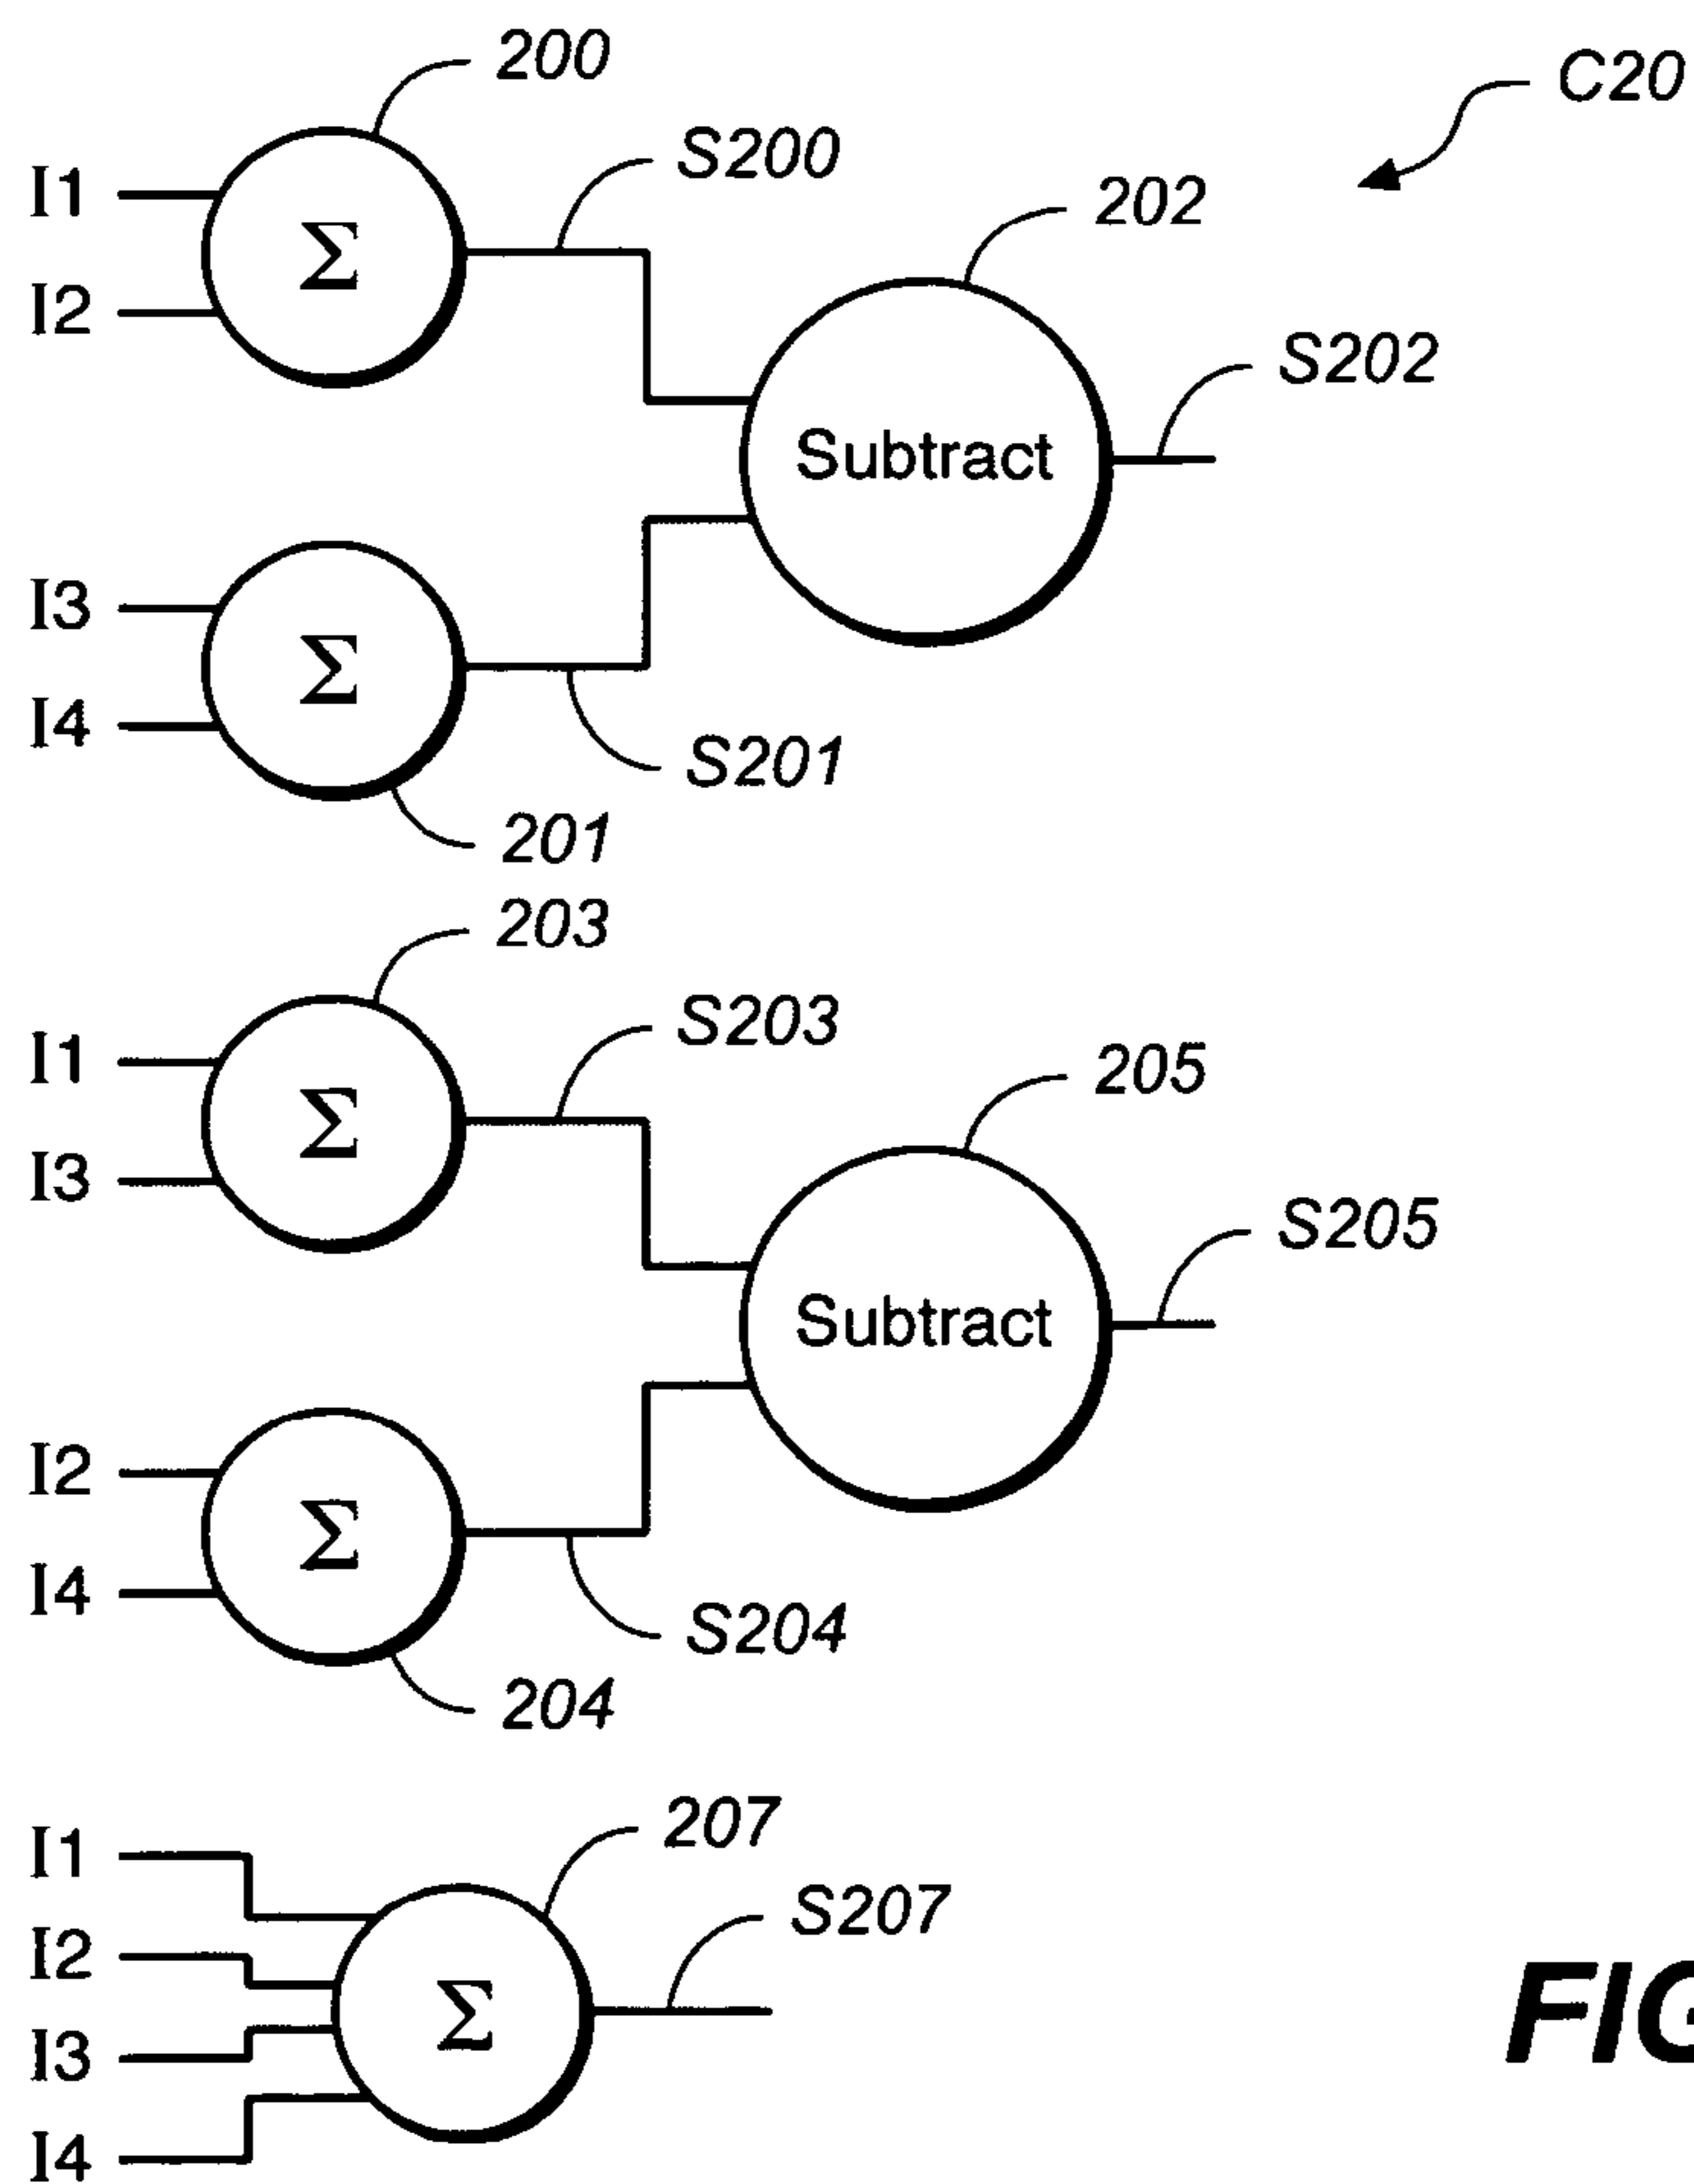 200
C20
I1
S200
202
Σ
I2
S202
Subtract
I3
Σ
I4
S201
201
203
I1
S203
205
Σ
I3
S205
Subtract
I2
Σ
I4
S204
204
207
I1
S207
I2
Σ
I3
I4
FIG